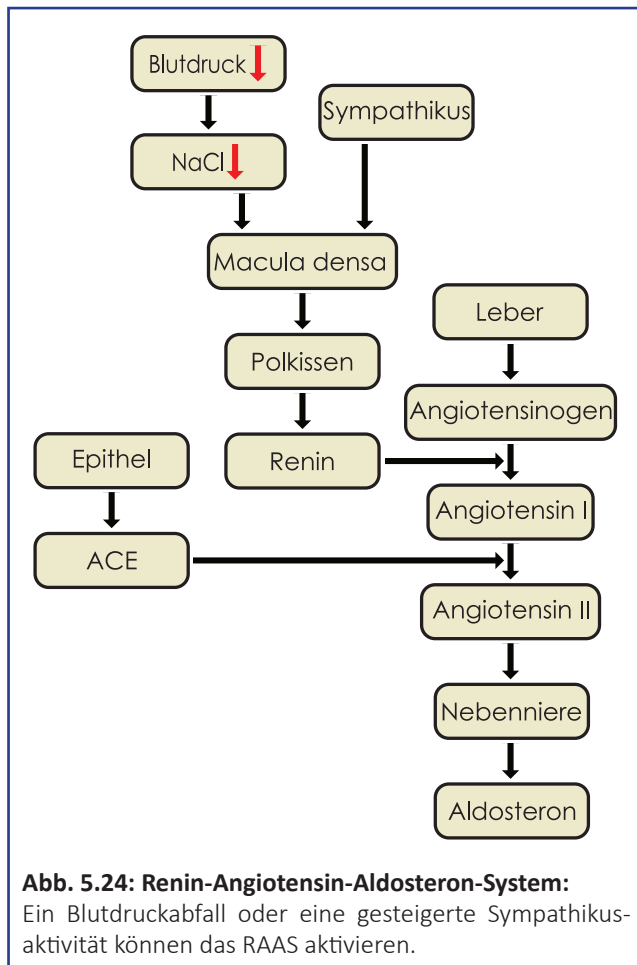 Blutdruck
Sympathikus
NaCl
Macula densa
Leber
Polkissen
Angiotensinogen
Epithel
Renin
Angiotensin I
ACE
Angiotensin II
Nebenniere
Aldosteron
Abb. 5.24: Renin-Angiotensin-Aldosteron-System:
Ein Blutdruckabfall oder eine gesteigerte Sympathikus-
aktivität können das RAAS aktivieren.